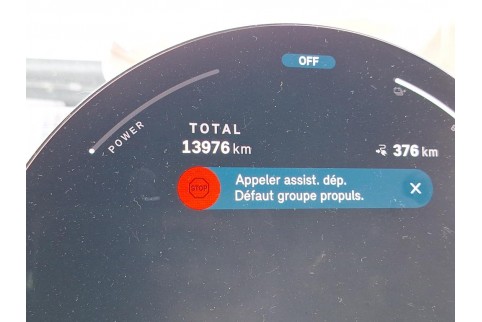 OFF
POWER
TOTAL
13976 km
376 km
STOP
Appeler assist. dép.
Défaut groupe propuls.